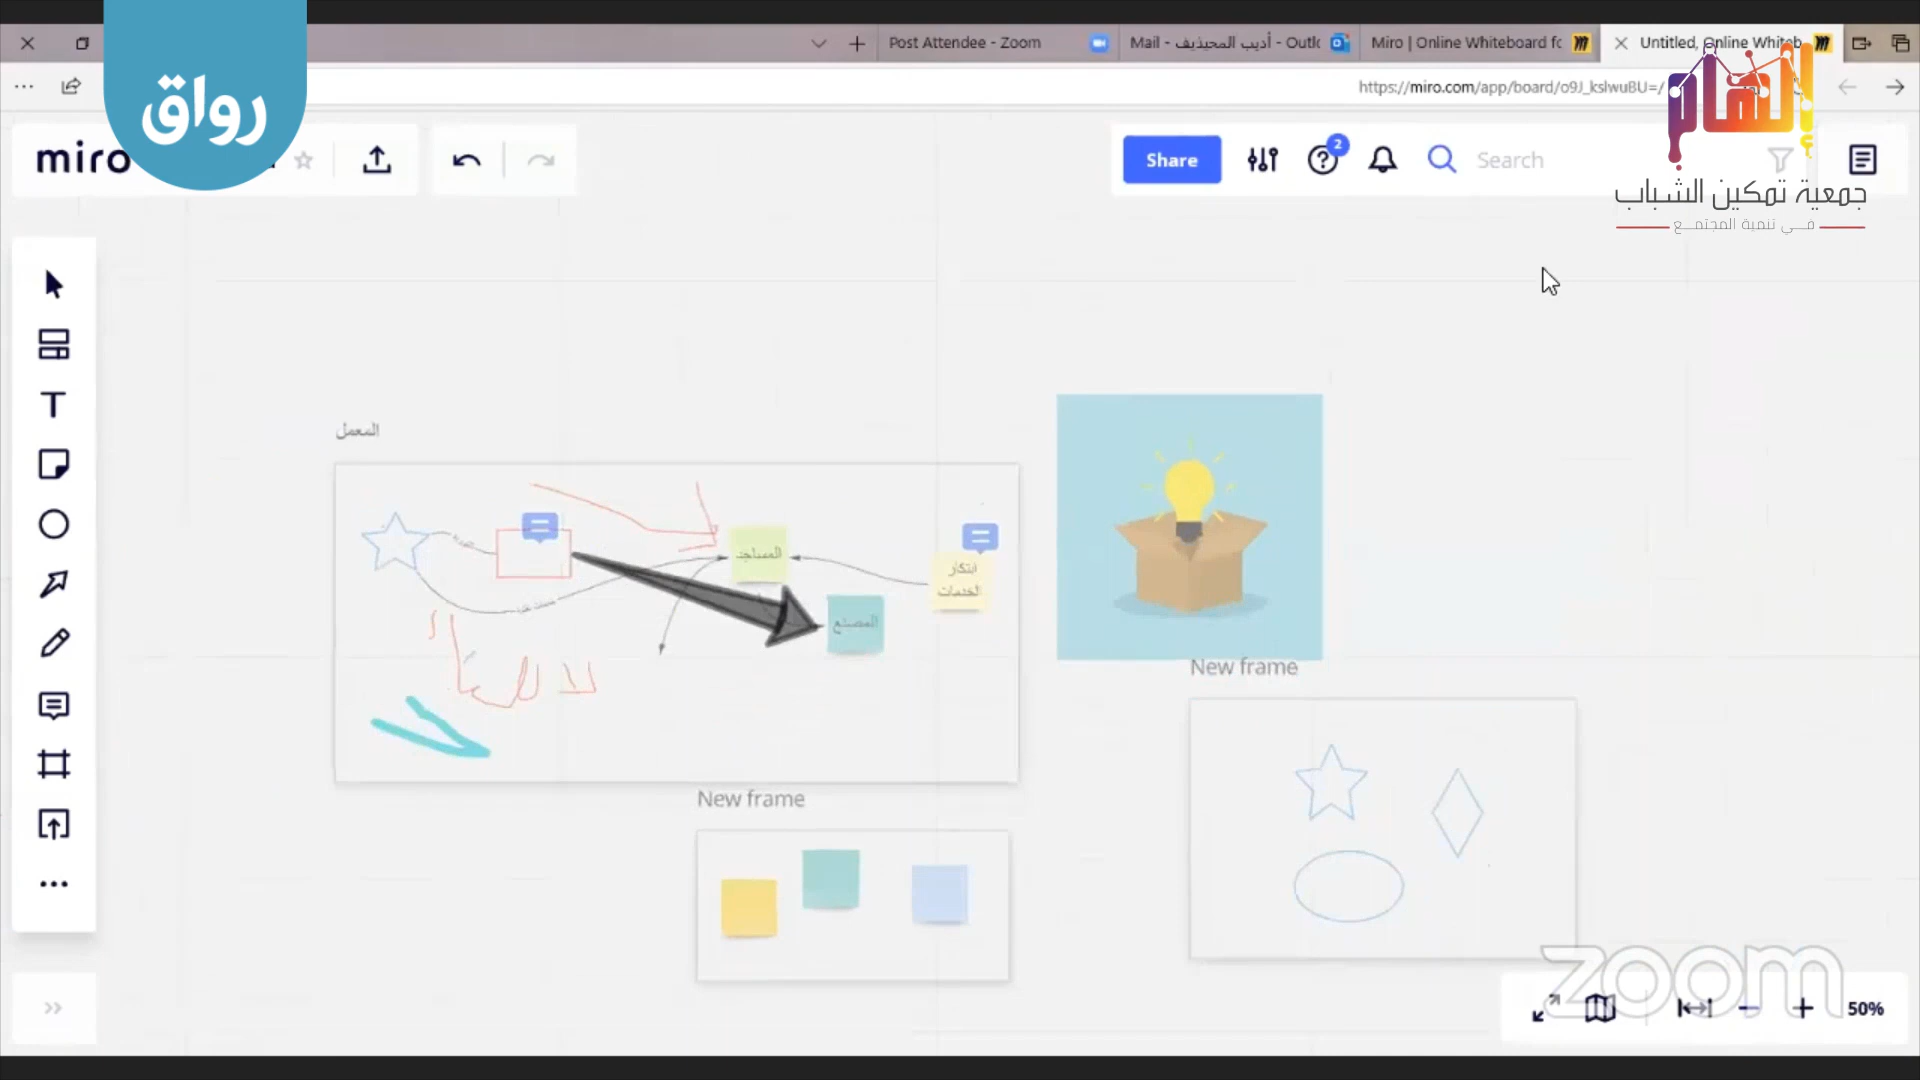 Post Attendee - Zoom
Mail - أديب المحيذيف - Outlc
Miro | Online Whiteboard fc
Untitled, Online Whiteb
https://miro.com/app/board/o9J_kslwuBU=/
رواق
إلهام
جمعية تمكين الشباب
في تنمية المجتمع
miro
Share
2
Search
المعمل
المساجد
ابتكار
الخدمات
المصنع
New frame
New frame
zoom
50%